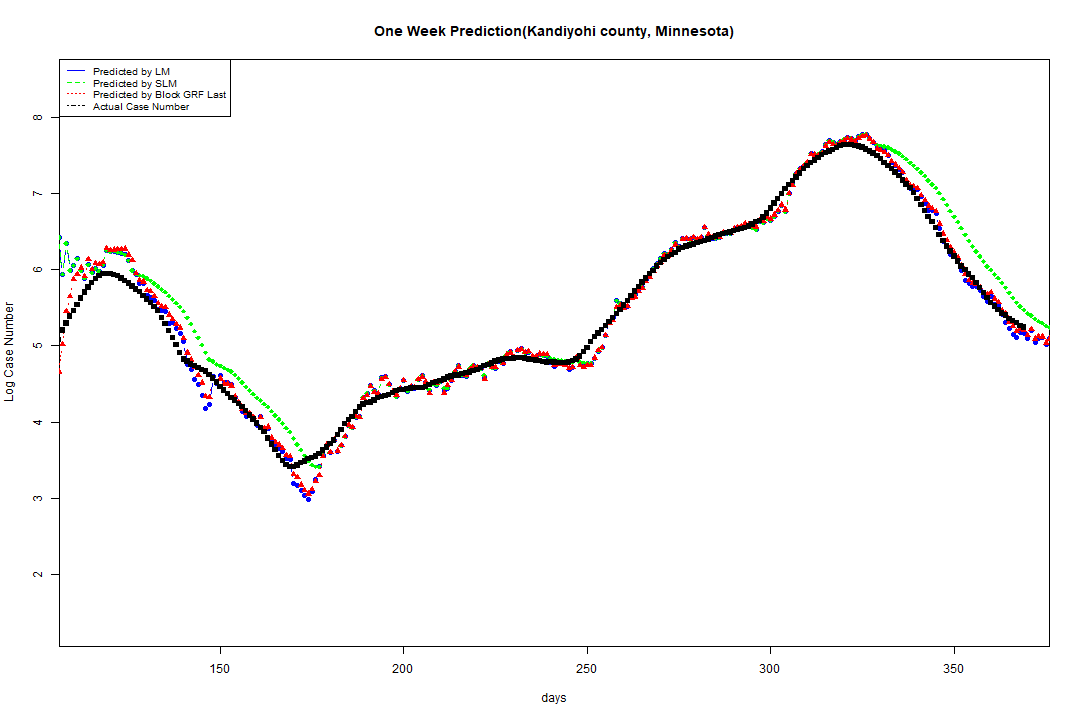 One Week Prediction(Kandiyohi county, Minnesota)
Predicted by LM
Predicted by SLM
Predicted by Block GRF Last
Actual Case Number
Log Case Number
8
7
6
5
4
3
2
150 200 250 300 350
days